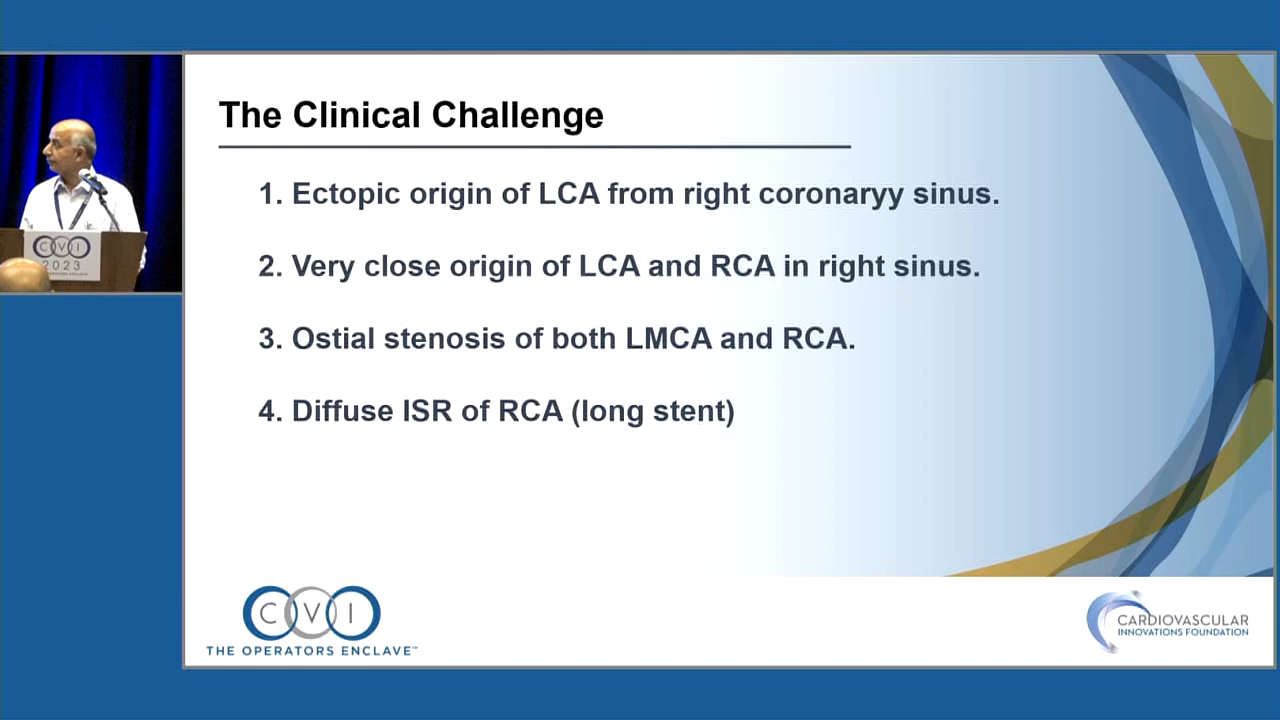 The Clinical Challenge
1. Ectopic origin of LCA from right coronaryy sinus.
2. Very close origin of LCA and RCA in right sinus.
3. Ostial stenosis of both LMCA and RCA.
4. Diffuse ISR of RCA (long stent)
CVI
2023
CVI
THE OPERATORS ENCLAVE™
CARDIOVASCULAR
INNOVATIONS FOUNDATION